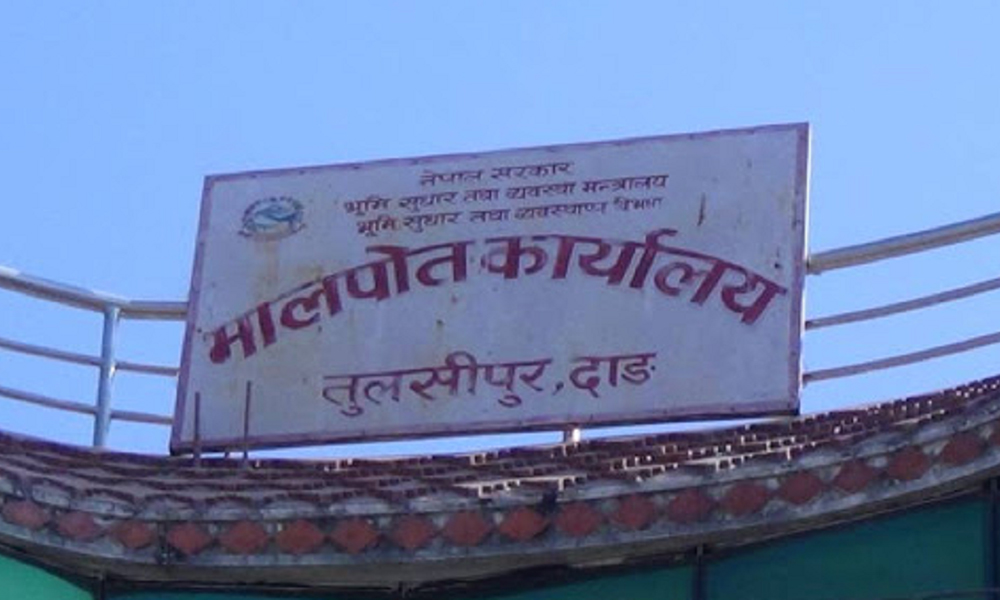 नेपाल सरकार
भूमि सुधार तथा व्यवस्था मन्त्रालय
भूमि सुधार तथा व्यवस्थापन विभाग
मालपोत कार्यालय
तुलसीपुर, दाङ